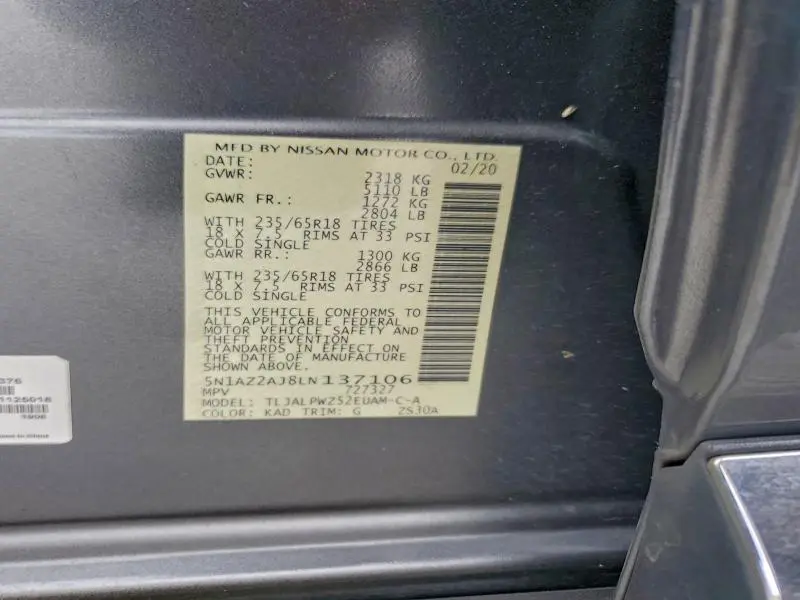 MFD BY NISSAN MOTOR CO., LTD.
DATE: 02/20
GVWR: 2318 KG
5110 LB
GAWR FR.: 1272 KG
2804 LB
WITH 235/65R18 TIRES
18 X 7.5 RIMS AT 33 PSI
COLD SINGLE
GAWR RR.: 1300 KG
2866 LB
WITH 235/65R18 TIRES
18 X 7.5 RIMS AT 33 PSI
COLD SINGLE
THIS VEHICLE CONFORMS TO
ALL APPLICABLE FEDERAL
MOTOR VEHICLE SAFETY AND
THEFT PREVENTION
STANDARDS IN EFFECT ON
THE DATE OF MANUFACTURE
SHOWN ABOVE.
5N1AZ2AJ8LN137106
MPV 727327
MODEL: TLJALPWZ52EUAM-C-A
COLOR: KAD TRIM: G ZS30A